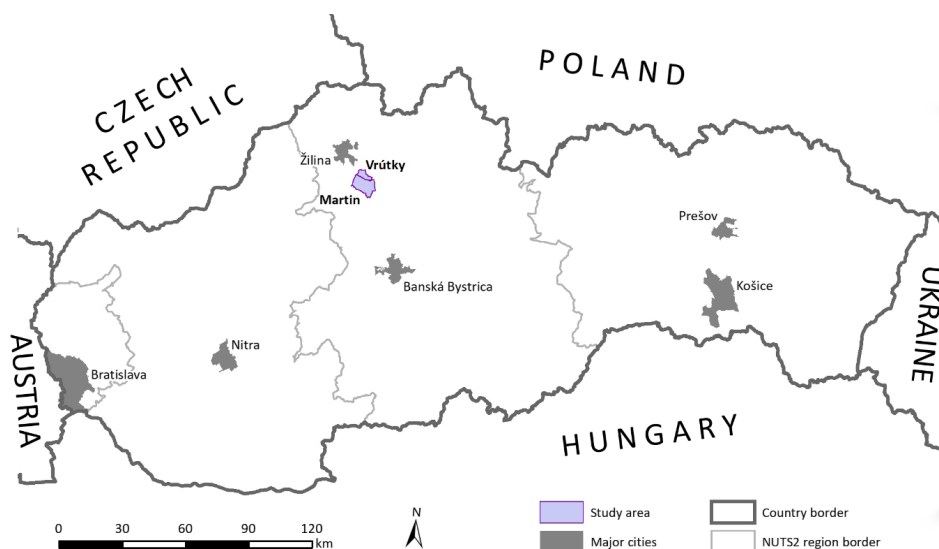 POLAND
CZECH
REPUBLIC
Žilina
Vrútky
Martin
Prešov
Banská Bystrica
Košice
UKRAINE
AUSTRIA
Nitra
Bratislava
HUNGARY
N
0 30 60 90 120
km
Study area
Country border
Major cities
NUTS2 region border